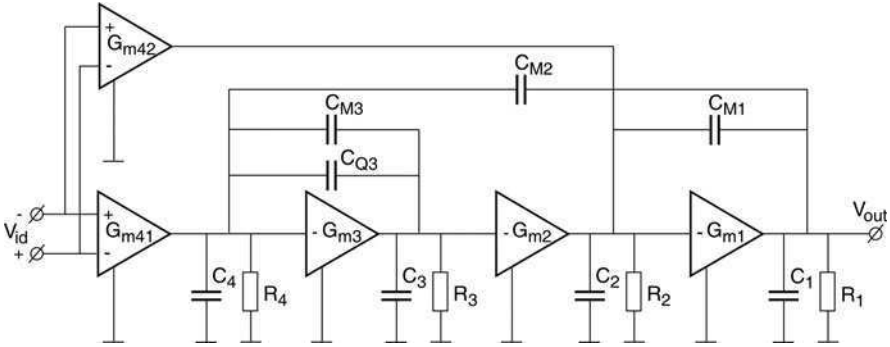 +
G_m42
-
C_M2
C_M3
C_M1
C_Q3
-
V_id
+
+
G_m41
-
-
G_m3
-
G_m2
-
G_m1
V_out
C_4
R_4
C_3
R_3
C_2
R_2
C_1
R_1